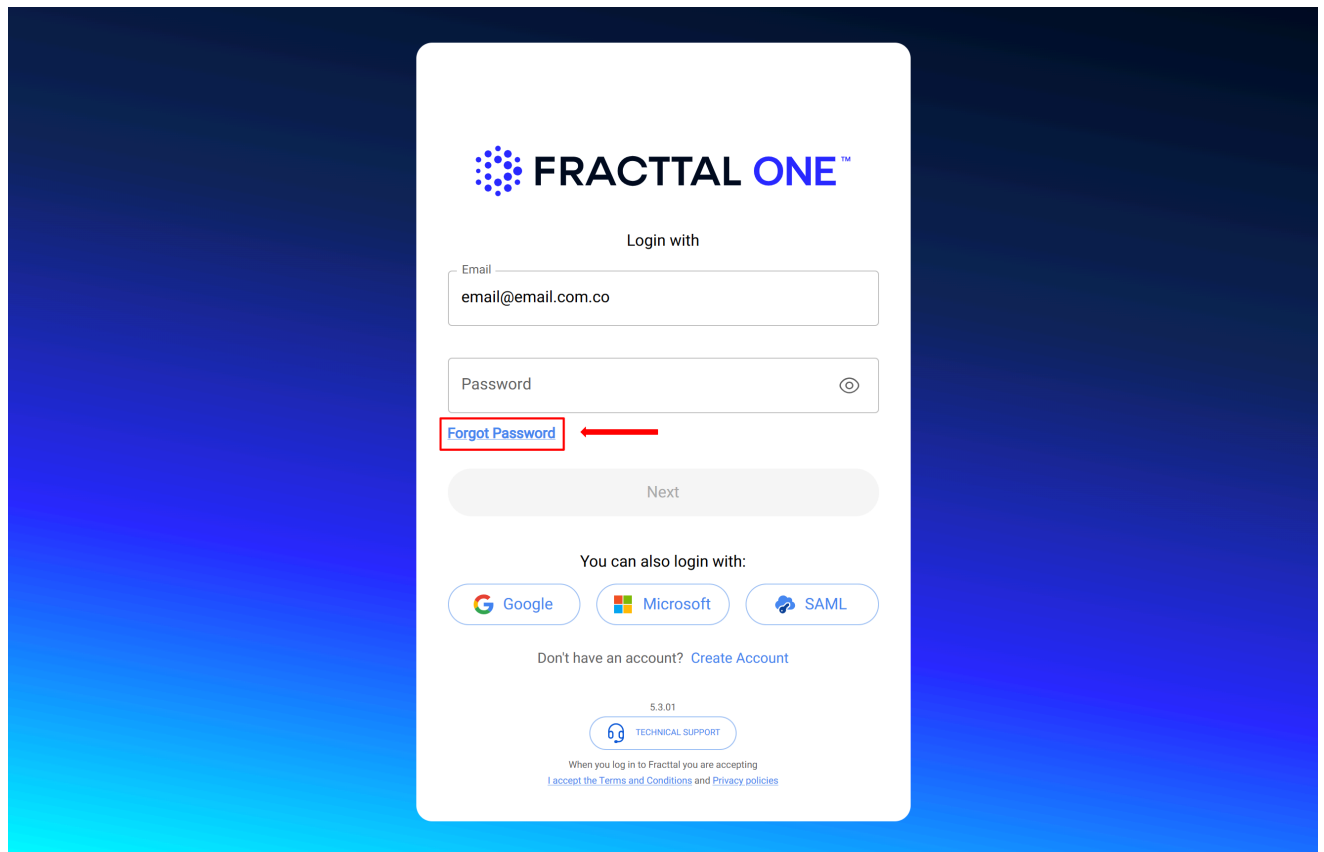 FRACTTAL ONE™
Login with
Email
email@email.com.co
Password
Forgot Password
Next
You can also login with:
Google
Microsoft
SAML
Don't have an account? Create Account
5.3.01
TECHNICAL SUPPORT
When you log in to Fracttal you are accepting
I accept the Terms and Conditions and Privacy policies